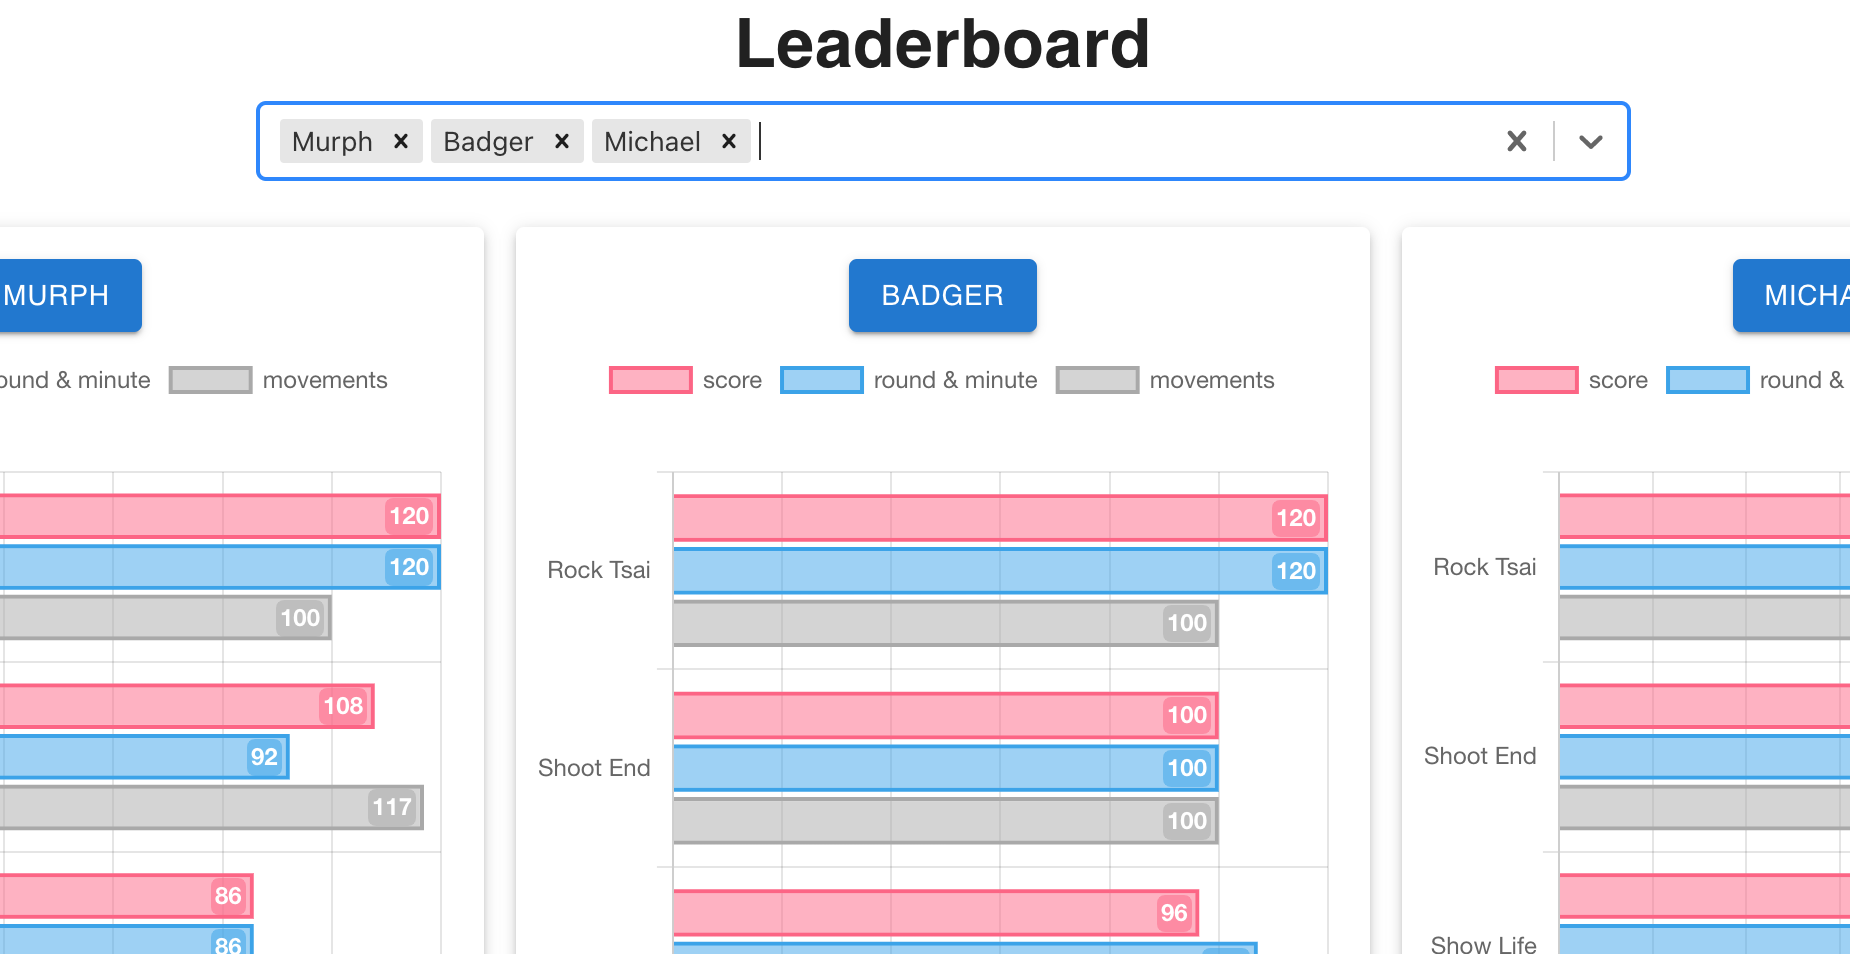 Leaderboard
Murph × Badger × Michael ×
MURPH
BADGER
round & minute movements
score round & minute movements
score round &
120
120
100
108
92
117
86
86
Rock Tsai
120
120
100
Shoot End
100
100
100
96
Rock Tsai
Shoot End
Show Life